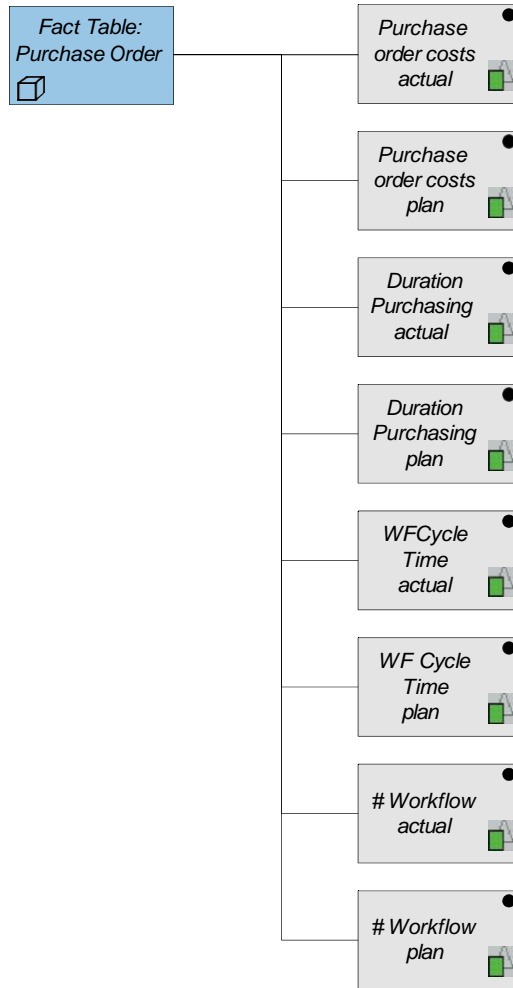 Fact Table:
Purchase Order
Purchase
order costs
actual
Purchase
order costs
plan
Duration
Purchasing
actual
Duration
Purchasing
plan
WFCycle
Time
actual
WF Cycle
Time
plan
# Workflow
actual
# Workflow
plan